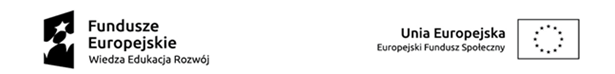 Fundusze
Europejskie
Wiedza Edukacja Rozwój
Unia Europejska
Europejski Fundusz Społeczny